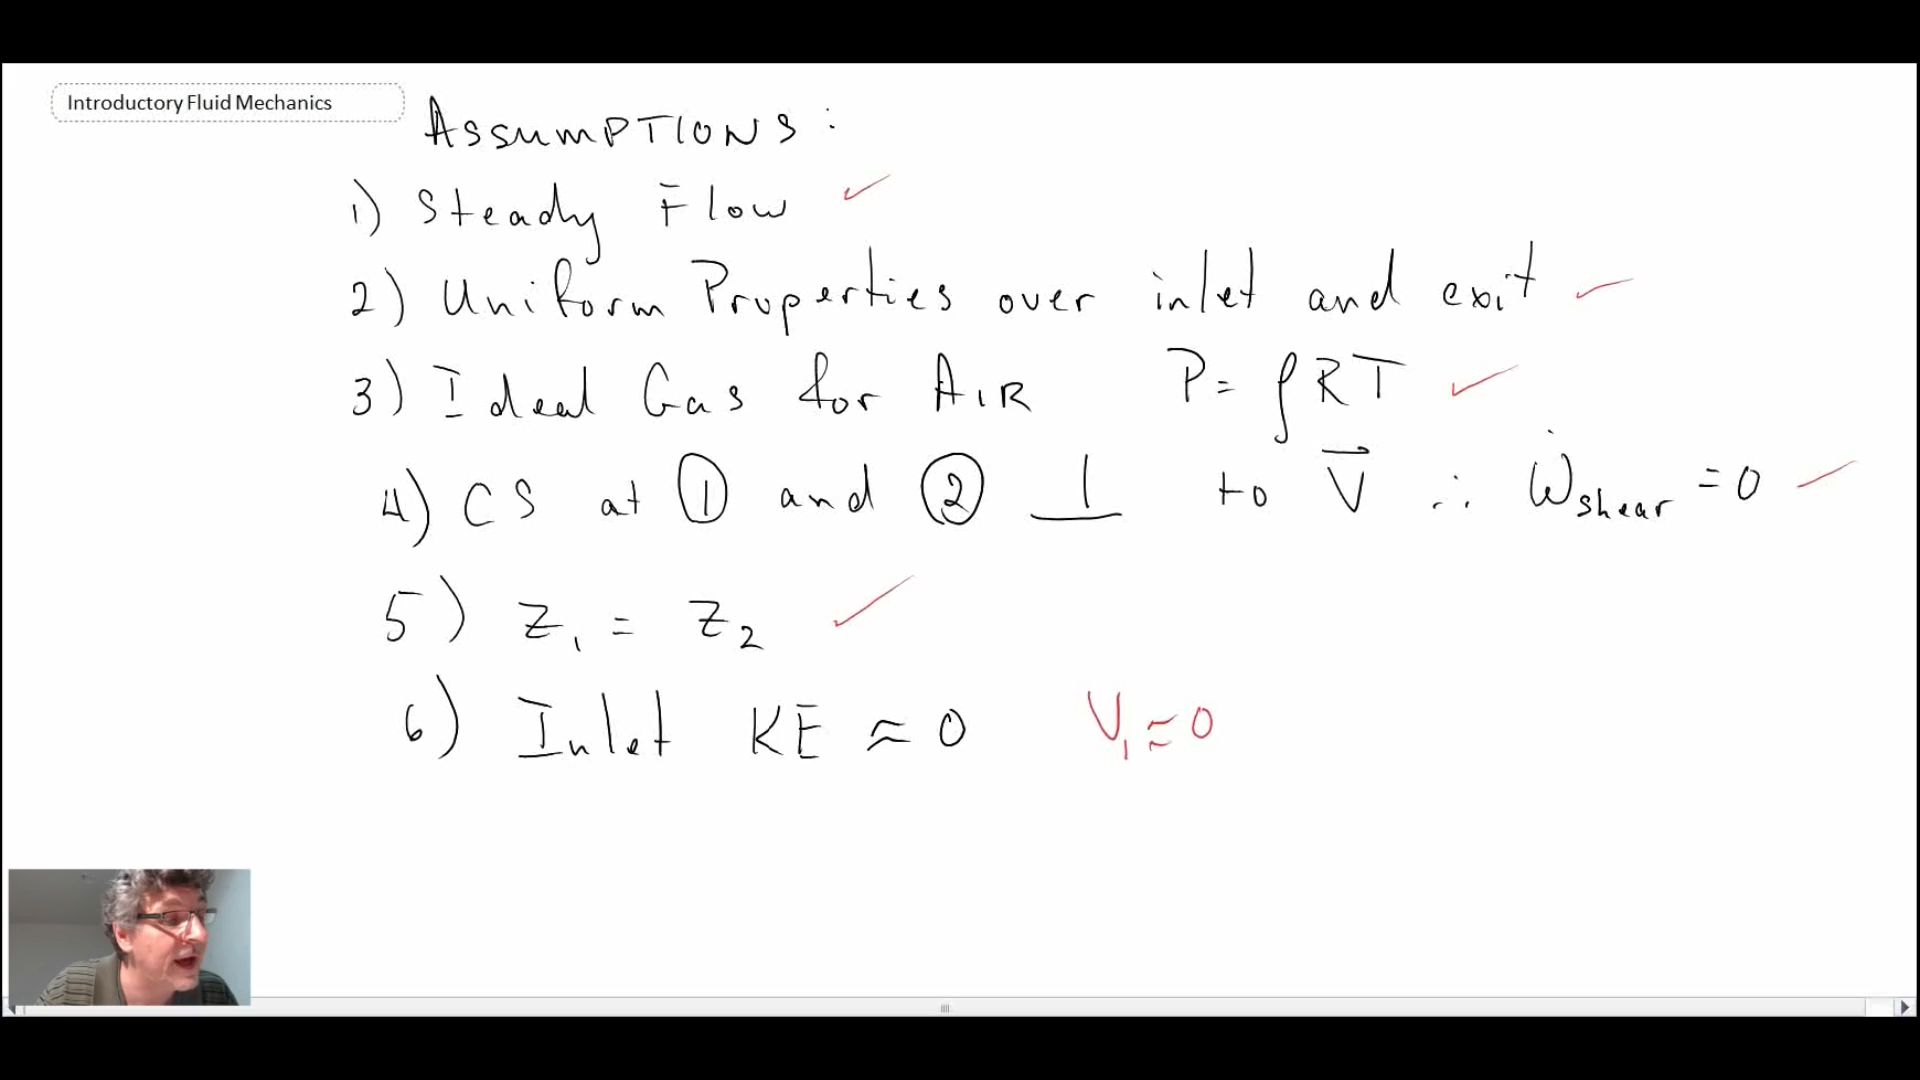 Introductory Fluid Mechanics
ASSUMPTIONS :
1) Steady Flow ✓
2) Uniform Properties over inlet and exit ✓
3) Ideal Gas for AIR P = ρRT ✓
4) CS at ① and ② ⊥ to V⃗ ∴ Ẇshear = 0 ✓
5) Z₁ = Z₂ ✓
6) Inlet KE ≈ 0 V₁ ≈ 0